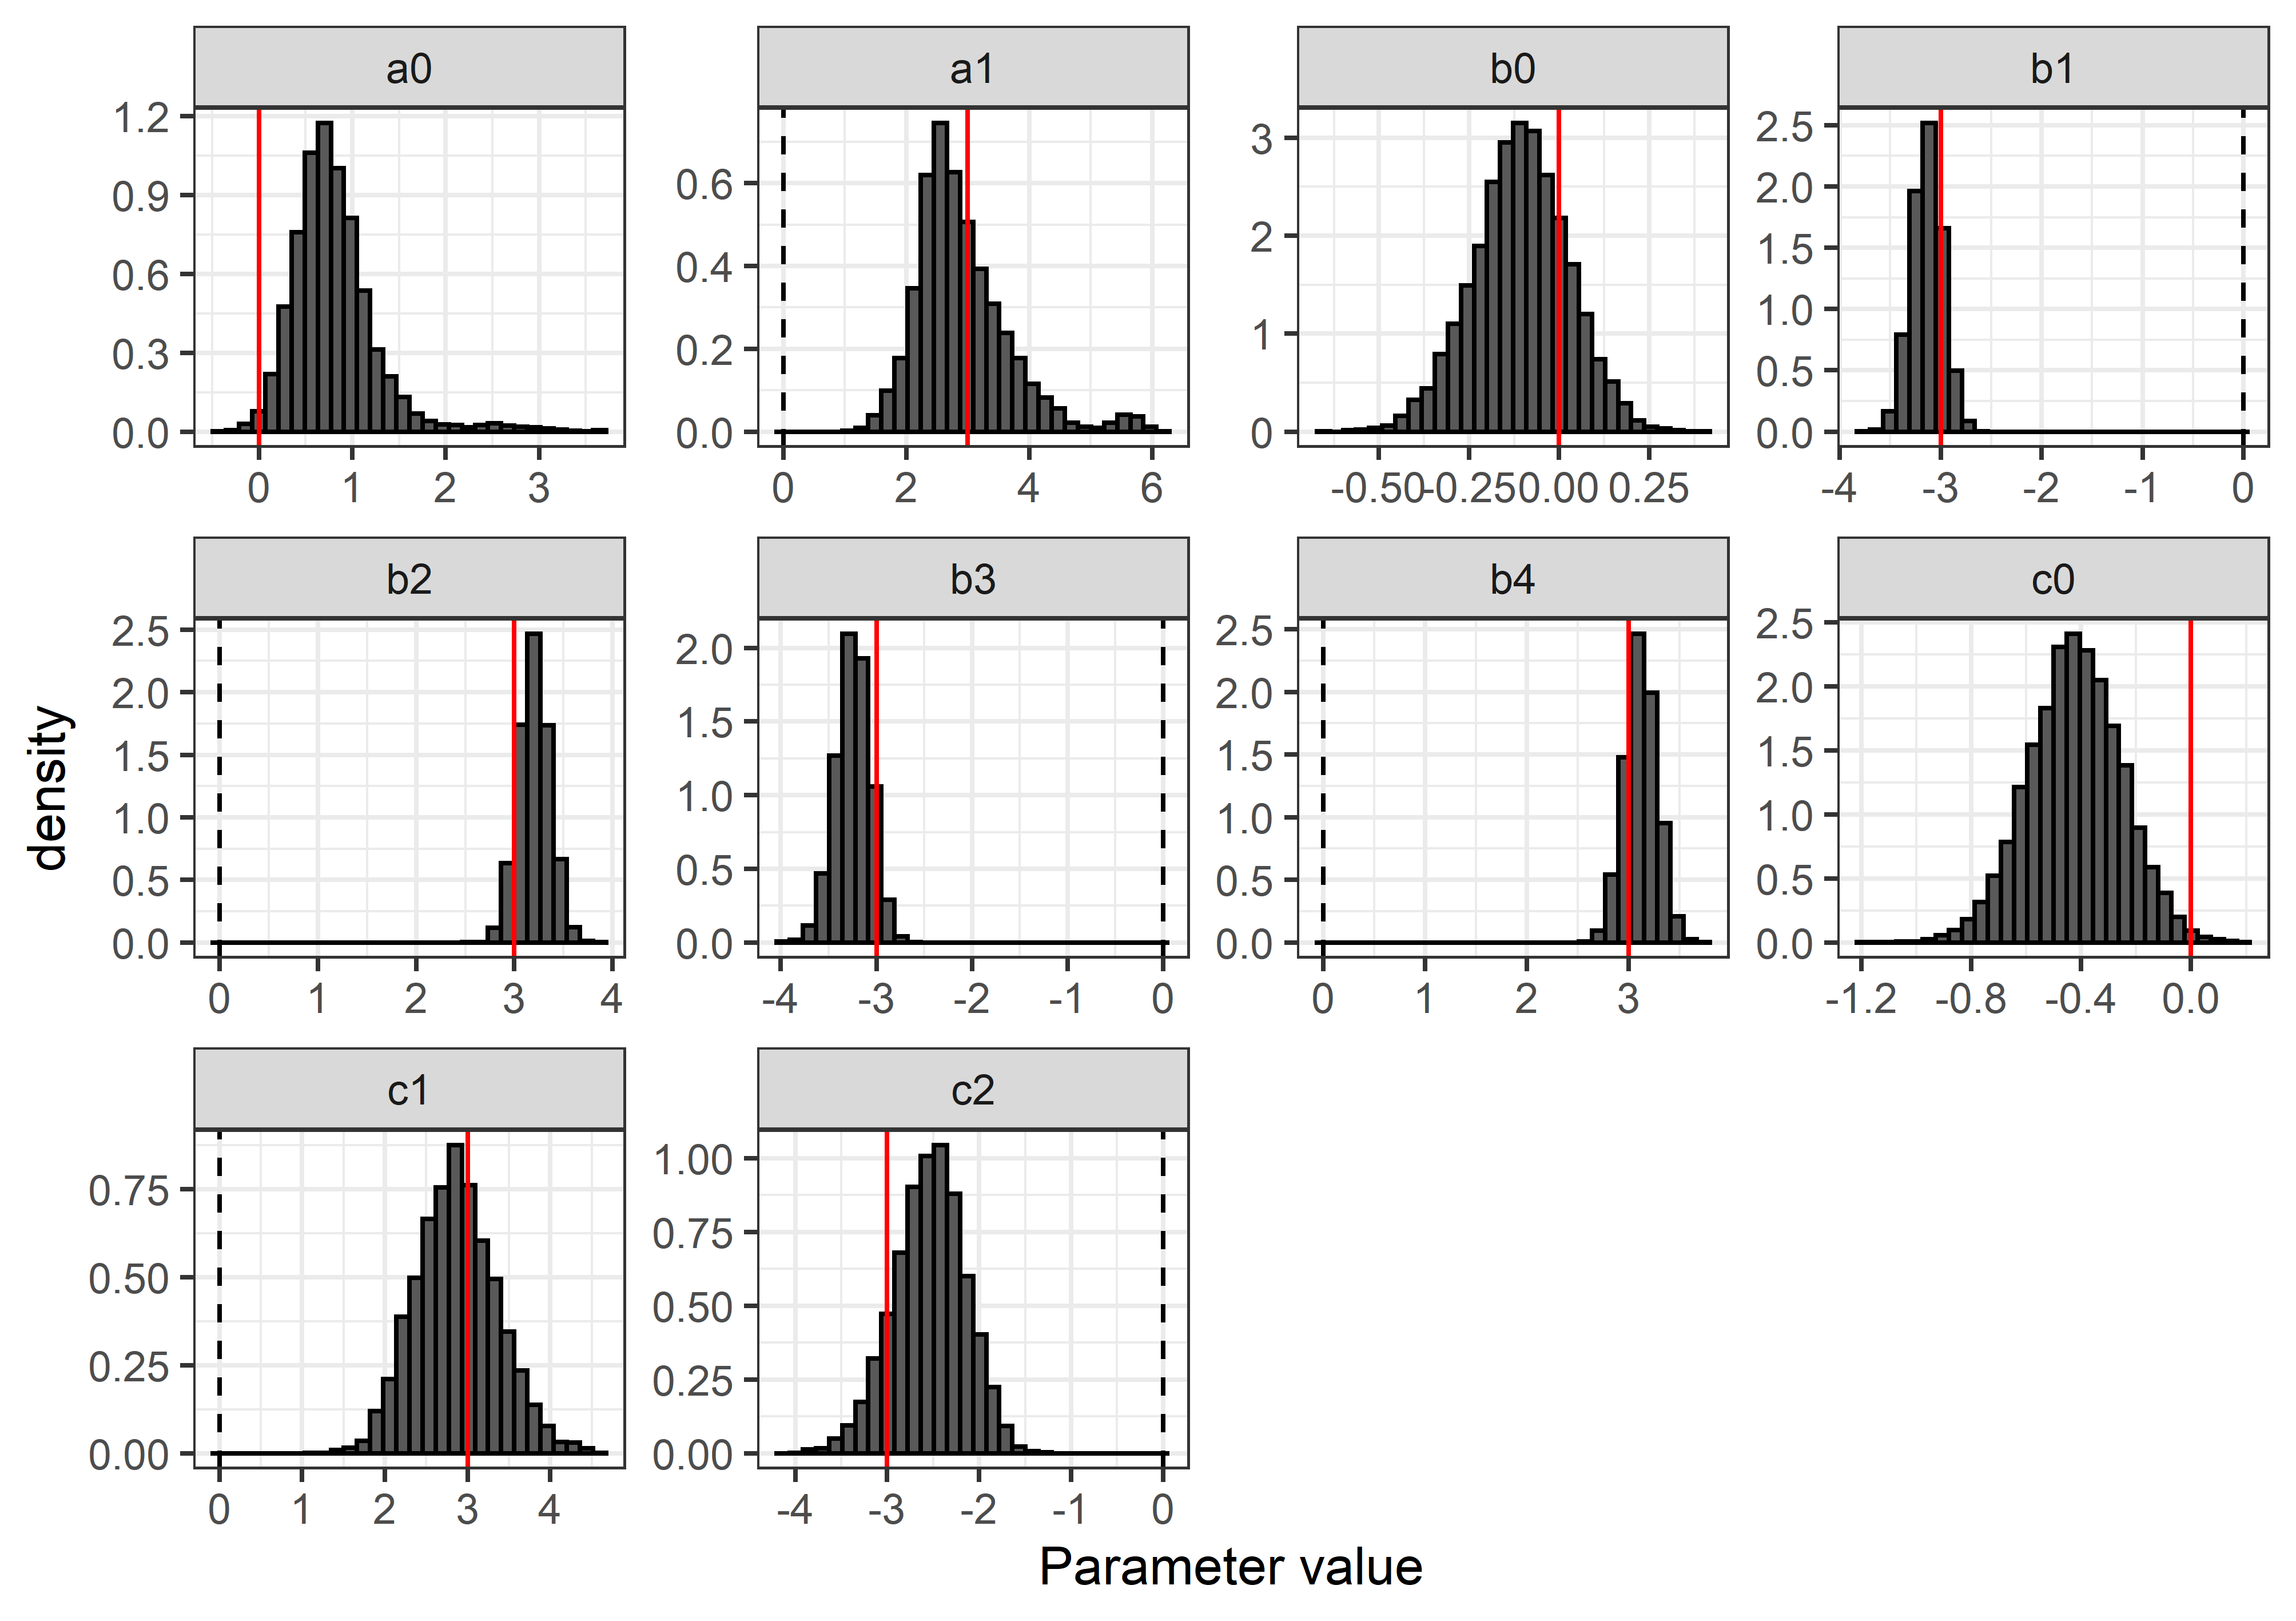 a0 a1 b0 b1
1.2 0.9 0.6 0.3 0.0
0.6 0.4 0.2 0.0
3 2 1 0
2.5 2.0 1.5 1.0 0.5 0.0
0 1 2 3
0 2 4 6
-0.50 -0.25 0.00 0.25
-4 -3 -2 -1 0
b2 b3 b4 c0
2.5 2.0 1.5 1.0 0.5 0.0
2.0 1.5 1.0 0.5 0.0
2.5 2.0 1.5 1.0 0.5 0.0
2.5 2.0 1.5 1.0 0.5 0.0
0 1 2 3 4
-4 -3 -2 -1 0
0 1 2 3
-1.2 -0.8 -0.4 0.0
c1 c2
0.75 0.50 0.25 0.00
1.00 0.75 0.50 0.25 0.00
0 1 2 3 4
-4 -3 -2 -1 0
density
Parameter value